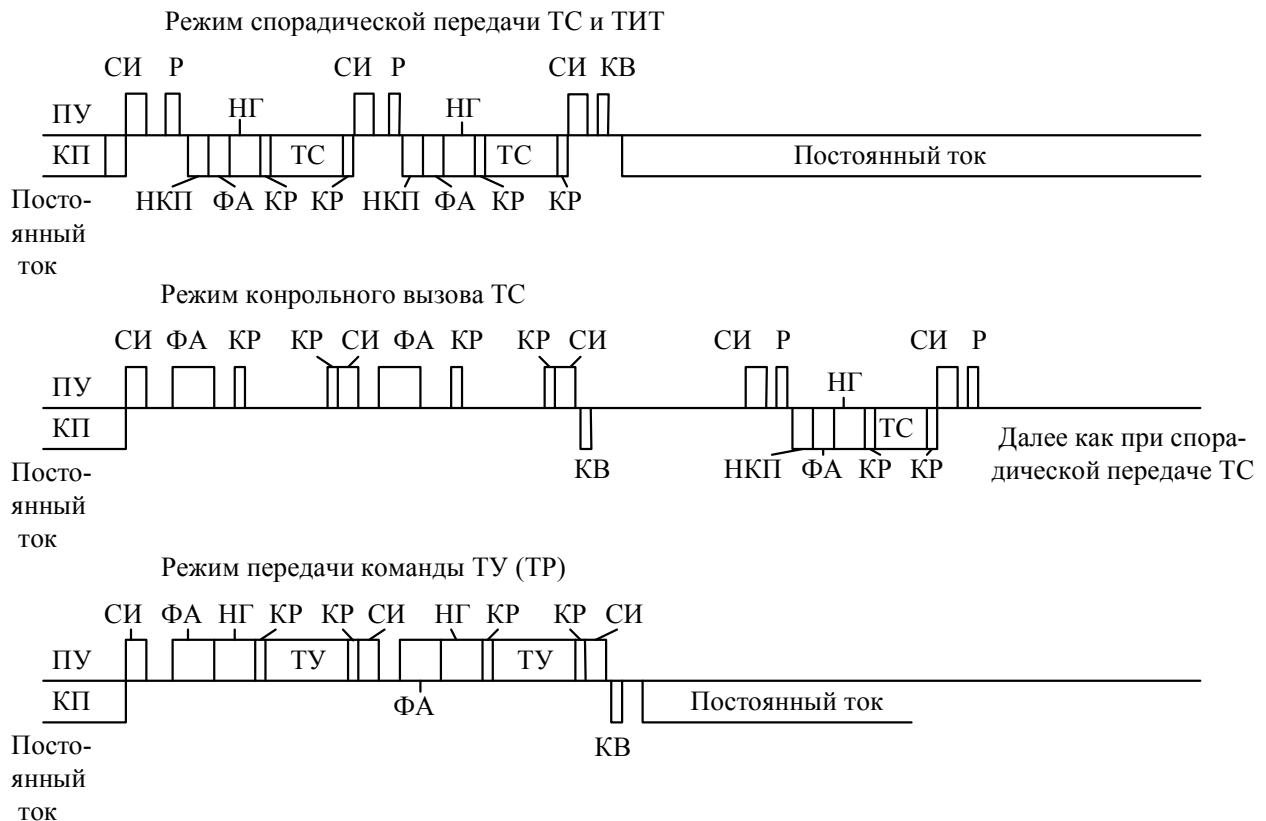 Режим спорадической передачи ТС и ТИТ
СИ Р СИ Р СИ КВ
ПУ НГ НГ
КП ТС ТС Постоянный ток
НКП ФА КР КР НКП ФА КР КР
Посто-
янный
ток
Режим конрольного вызова ТС
СИ ФА КР КР СИ ФА КР КР СИ СИ Р СИ Р
ПУ НГ
КП ТС
Далее как при спора-
дической передаче ТС
КВ НКП ФА КР КР
Посто-
янный
ток
Режим передачи команды ТУ (ТР)
СИ ФА НГ КР КР СИ НГ КР КР СИ
ПУ ТУ ТУ
КП ФА Постоянный ток
КВ
Посто-
янный
ток